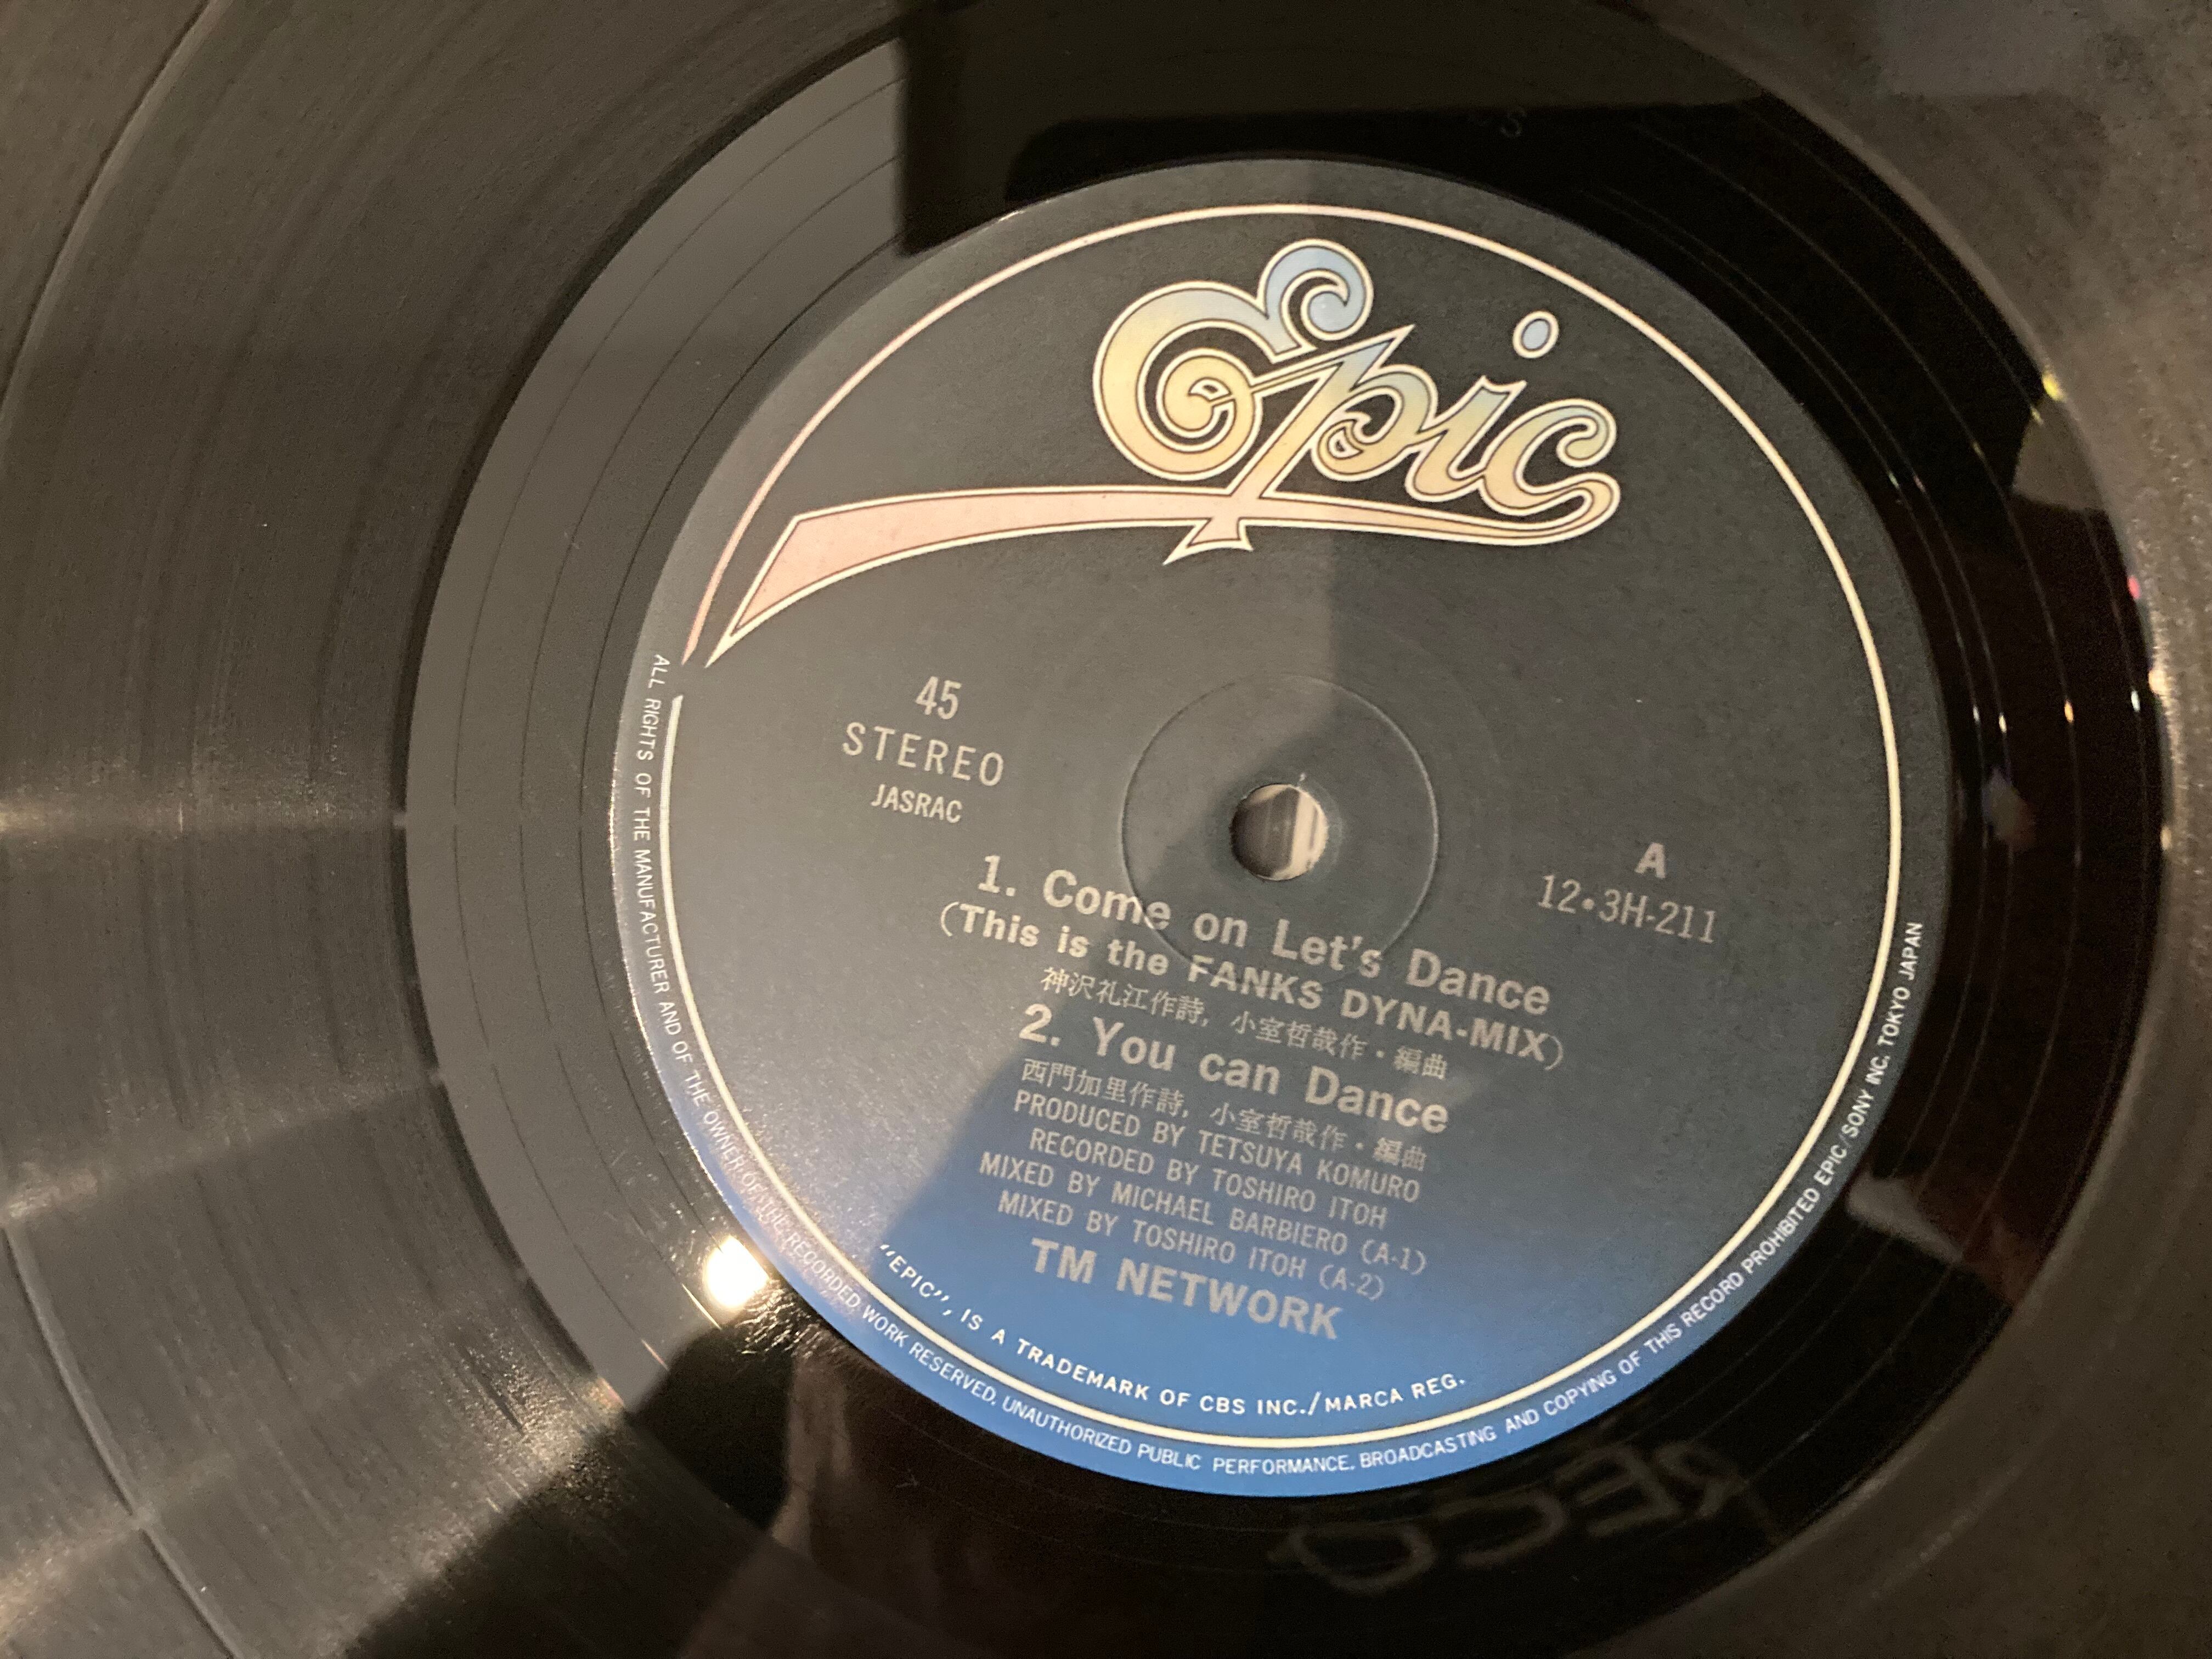 Epic
45
STEREO
JASRAC
A
12・3H-211
1. Come on Let's Dance
(This is the FANKS DYNA-MIX)
神沢礼江作詩, 小室哲哉作・編曲
2. You can Dance
西門加里作詩, 小室哲哉作・編曲
PRODUCED BY TETSUYA KOMURO
RECORDED BY TOSHIRO ITOH
MIXED BY MICHAEL BARBIERO (A-1)
MIXED BY TOSHIRO ITOH (A-2)
TM NETWORK
"EPIC", IS A TRADEMARK OF CBS INC./MARCA REG.
ALL RIGHTS OF THE MANUFACTURER AND OF THE OWNER OF THE RECORDED WORK RESERVED. UNAUTHORIZED PUBLIC PERFORMANCE. BROADCASTING AND COPYING OF THIS RECORD PROHIBITED EPIC/SONY INC. TOKYO JAPAN
RECO